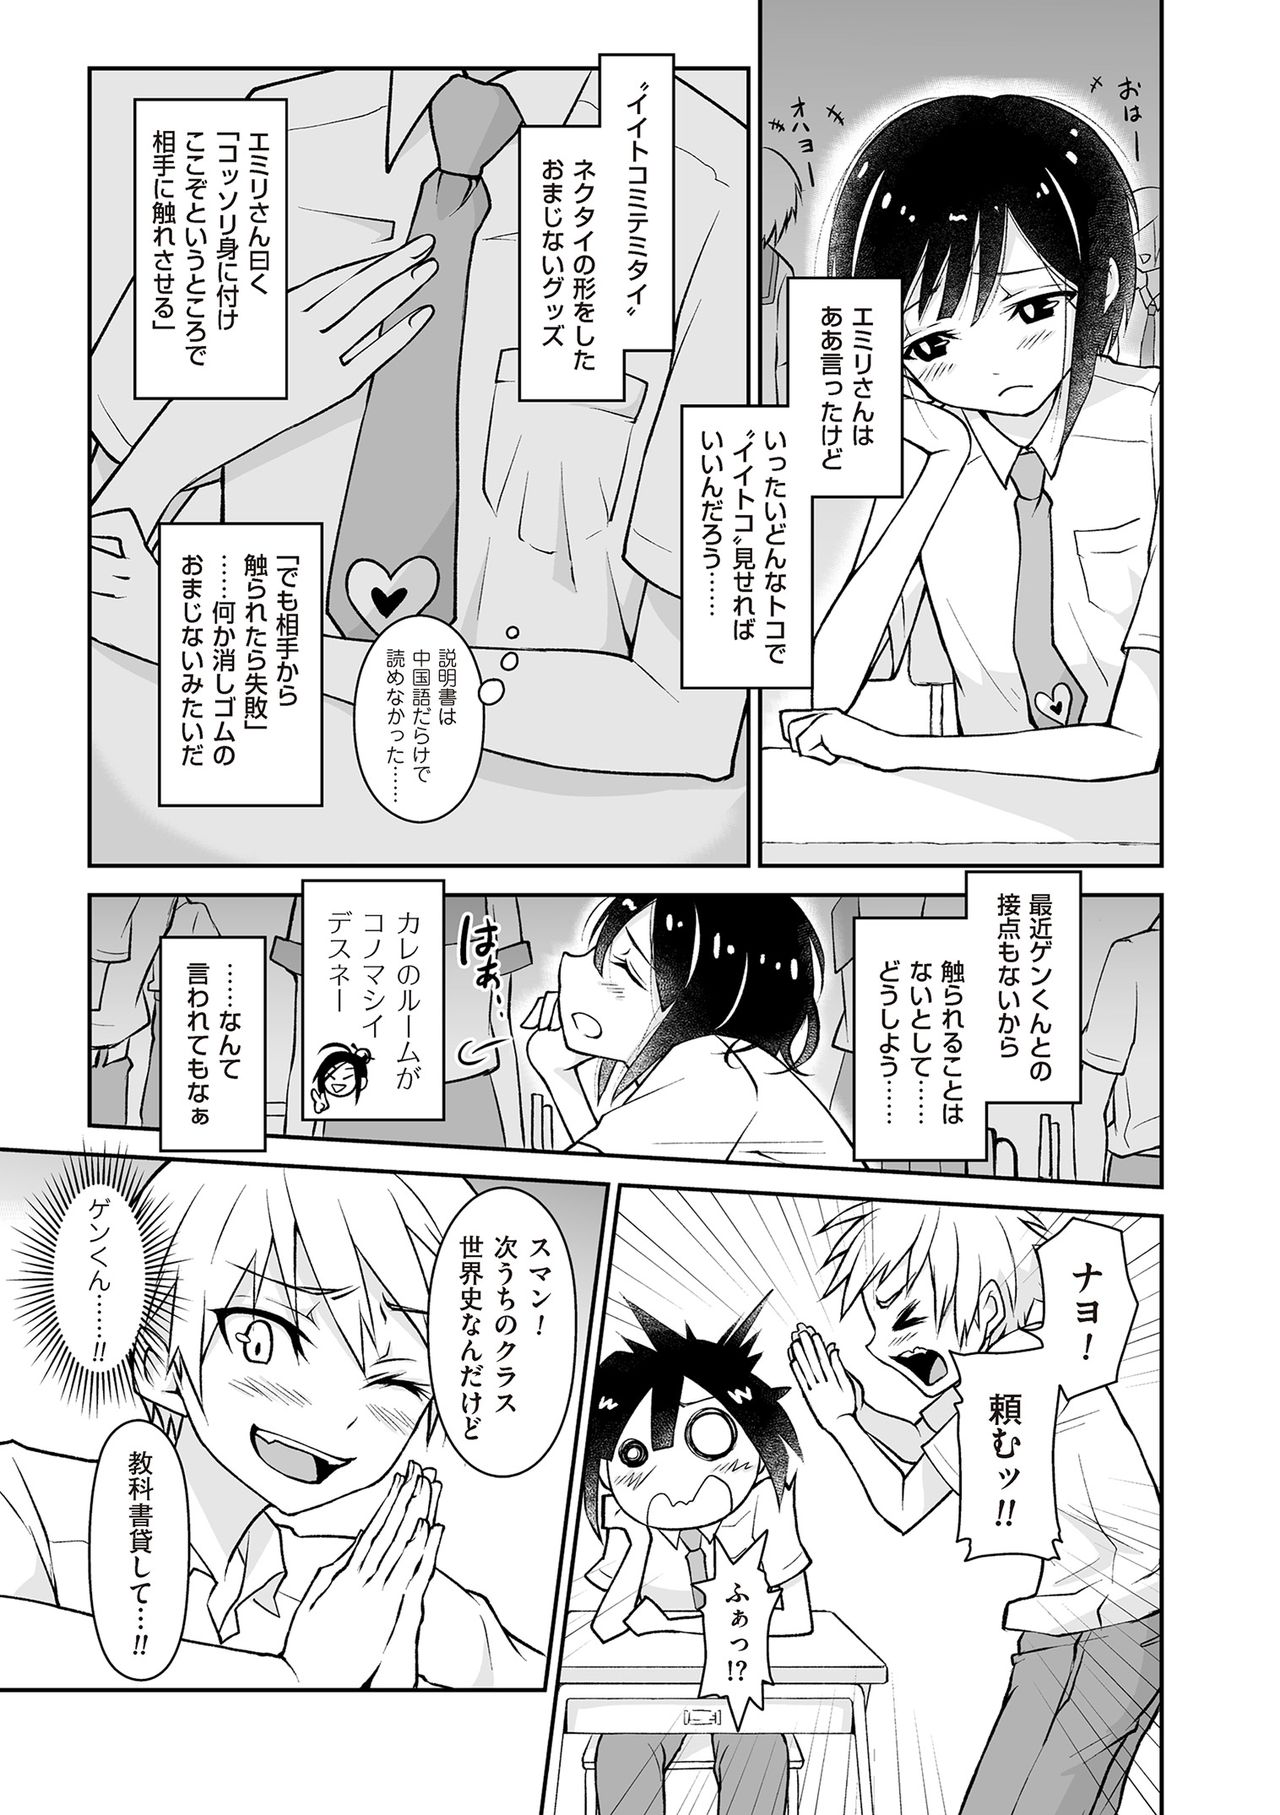 おはー
オハヨー
エミリさんは
ああ言ったけど
いったいどんなトコで
〝イイトコ〟見せれば
いいんだろう……
〝イイトコミテミタイ〟
ネクタイの形をした
おまじないグッズ
エミリさん曰く
「コッソリ身に付け
ここぞというところで
相手に触れさせる」
説明書は
中国語だらけで
読めなかった……
「でも相手から
触られたら失敗」
……何か消しゴムの
おまじないみたいだ
最近ゲンくんとの
接点もないから
触られることは
ないとして……
どうしよう……
はぁ、
カレのルームが
コノマシイ
デスネー
……なんて
言われてもなぁ
ナヨ!
頼むッ!!
ふぁっ!?
スマン!
次うちのクラス
世界史なんだけど
ゲンくん……!!
教科書貸して…!!